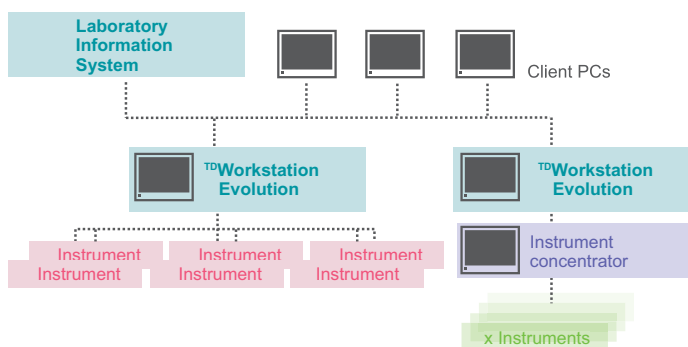 Laboratory
Information
System
Client PCs
TDWorkstation
Evolution
TDWorkstation
Evolution
Instrument
concentrator
Instrument
Instrument
Instrument
Instrument
Instrument
Instrument
x Instruments